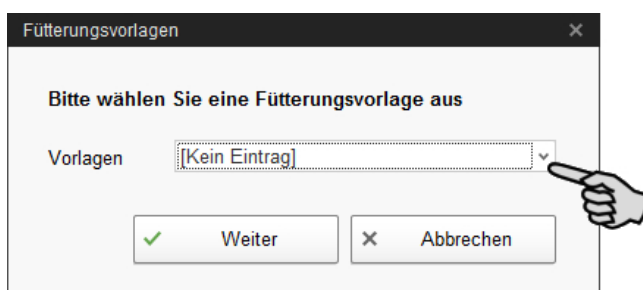 Fütterungsvorlagen
Bitte wählen Sie eine Fütterungsvorlage aus
Vorlagen [Kein Eintrag]
Weiter Abbrechen